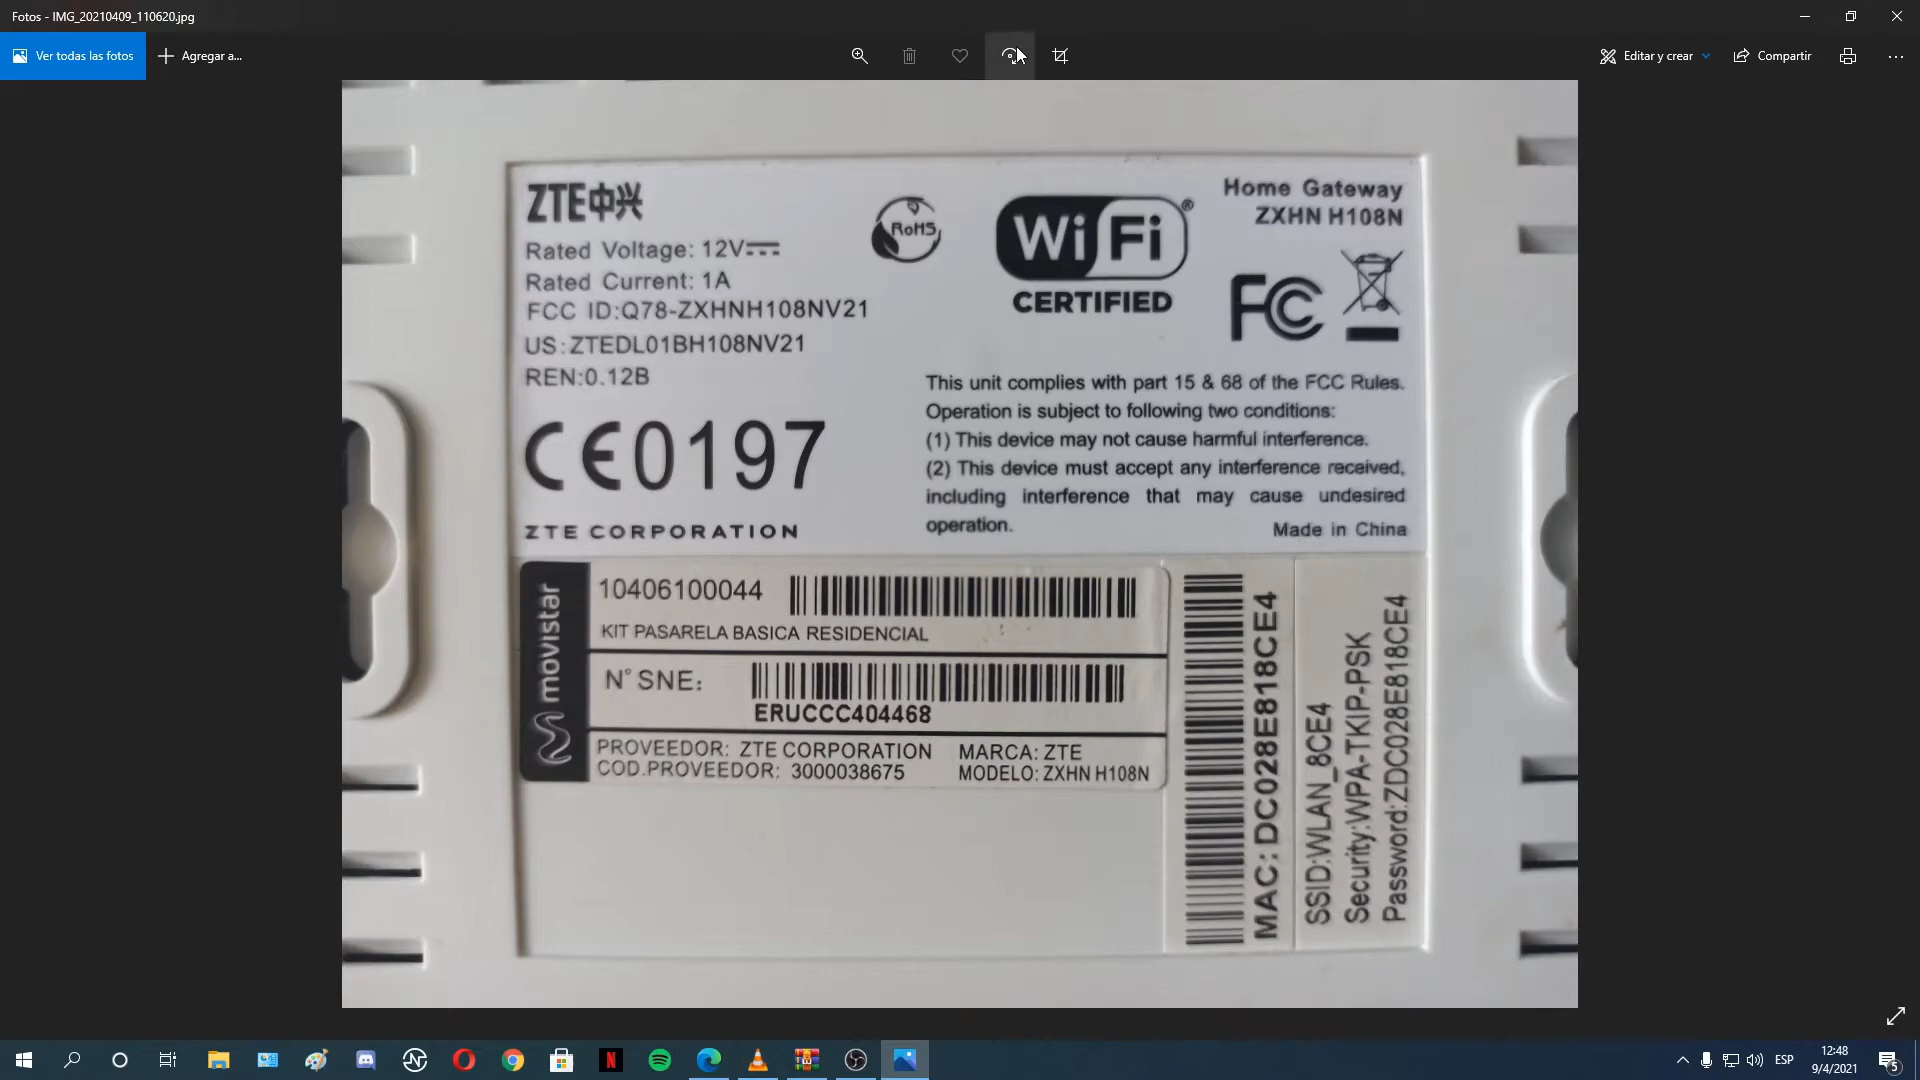 Fotos - IMG_20210409_110620.jpg
Ver todas las fotos
Agregar a...
Editar y crear
Compartir
ZTE中兴
Rated Voltage: 12V
Rated Current: 1A
FCC ID:Q78-ZXHNH108NV21
US:ZTEDL01BH108NV21
REN:0.12B
CE0197
ZTE CORPORATION
RoHS
Wi Fi®
CERTIFIED
Home Gateway
ZXHN H108N
FC
This unit complies with part 15 & 68 of the FCC Rules.
Operation is subject to following two conditions:
(1) This device may not cause harmful interference.
(2) This device must accept any interference received,
including interference that may cause undesired
operation.
Made in China
movistar
10406100044
KIT PASARELA BASICA RESIDENCIAL
N° SNE:
ERUCCC404468
PROVEEDOR: ZTE CORPORATION MARCA: ZTE
COD.PROVEEDOR: 3000038675 MODELO: ZXHN H108N
MAC: DC028E818CE4
SSID:WLAN_8CE4
Security:WPA-TKIP-PSK
Password:ZDC028E818CE4
ESP
12:48
9/4/2021
5